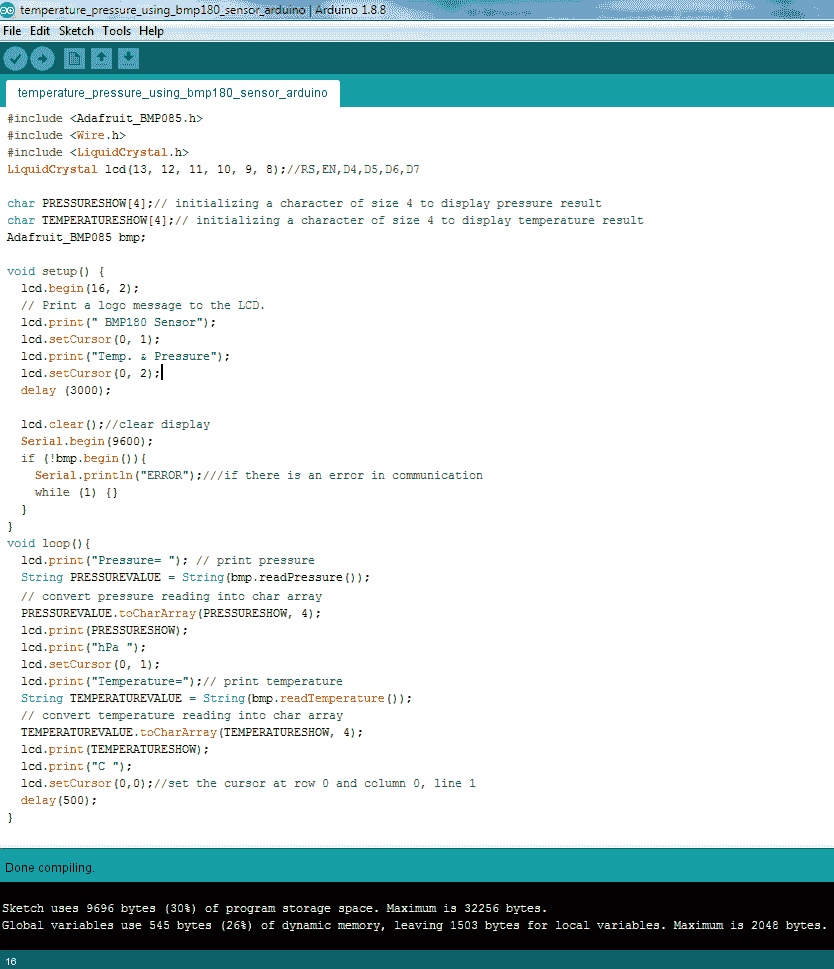 temperature_pressure_using_bmp180_sensor_arduino | Arduino 1.8.8
File Edit Sketch Tools Help
temperature_pressure_using_bmp180_sensor_arduino
#include <Adafruit_BMP085.h>
#include <Wire.h>
#include <LiquidCrystal.h>
LiquidCrystal lcd(13, 12, 11, 10, 9, 8);//RS,EN,D4,D5,D6,D7
char PRESSURESHOW[4];// initializing a character of size 4 to display pressure result
char TEMPERATURESHOW[4];// initializing a character of size 4 to display temperature result
Adafruit_BMP085 bmp;
void setup() {
  lcd.begin(16, 2);
  // Print a logo message to the LCD.
  lcd.print(" BMP180 Sensor");
  lcd.setCursor(0, 1);
  lcd.print("Temp. & Pressure");
  lcd.setCursor(0, 2);
  delay (3000);
  lcd.clear();//clear display
  Serial.begin(9600);
  if (!bmp.begin()){
    Serial.println("ERROR");///if there is an error in communication
    while (1) {}
  }
}
void loop(){
  lcd.print("Pressure= "); // print pressure
  String PRESSUREVALUE = String(bmp.readPressure());
  // convert pressure reading into char array
  PRESSUREVALUE.toCharArray(PRESSURESHOW, 4);
  lcd.print(PRESSURESHOW);
  lcd.print("hPa ");
  lcd.setCursor(0, 1);
  lcd.print("Temperature=");// print temperature
  String TEMPERATUREVALUE = String(bmp.readTemperature());
  // convert temperature reading into char array
  TEMPERATUREVALUE.toCharArray(TEMPERATURESHOW, 4);
  lcd.print(TEMPERATURESHOW);
  lcd.print("C ");
  lcd.setCursor(0,0);//set the cursor at row 0 and column 0, line 1
  delay(500);
}
Done compiling.
Sketch uses 9696 bytes (30%) of program storage space. Maximum is 32256 bytes.
Global variables use 545 bytes (26%) of dynamic memory, leaving 1503 bytes for local variables. Maximum is 2048 bytes.
16